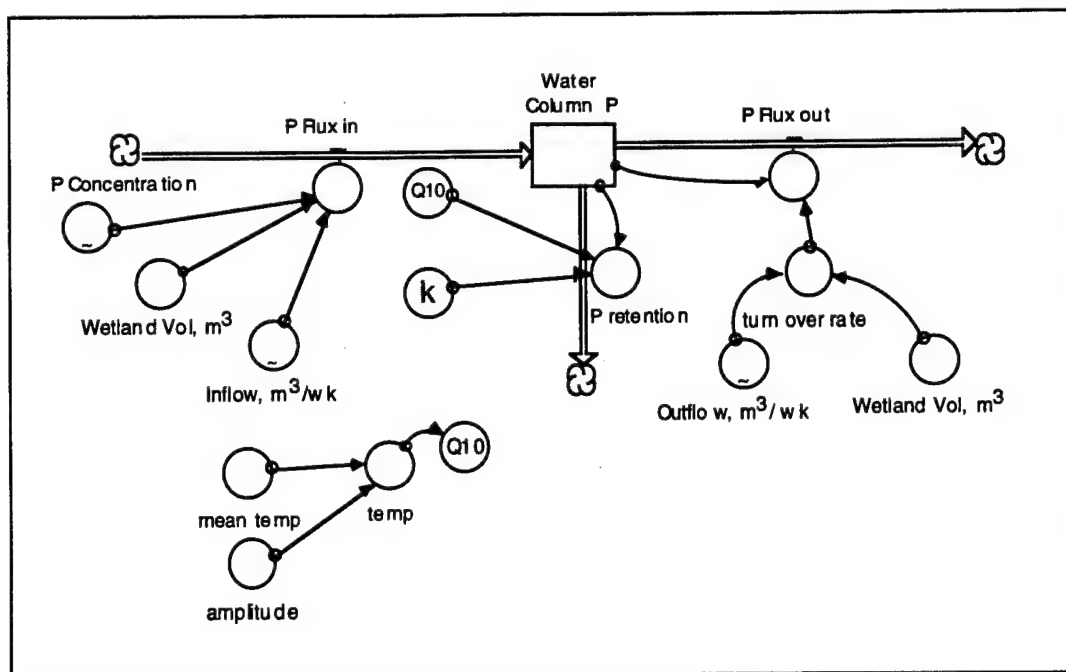 Water
Column P
P Flux in
P Flux out
P Concentration
Q10
~
k
Wetland Vol, m³
P retention
turn over rate
~
~
Inflow, m³/wk
Outflow, m³/wk
Wetland Vol, m³
Q10
mean temp
temp
amplitude